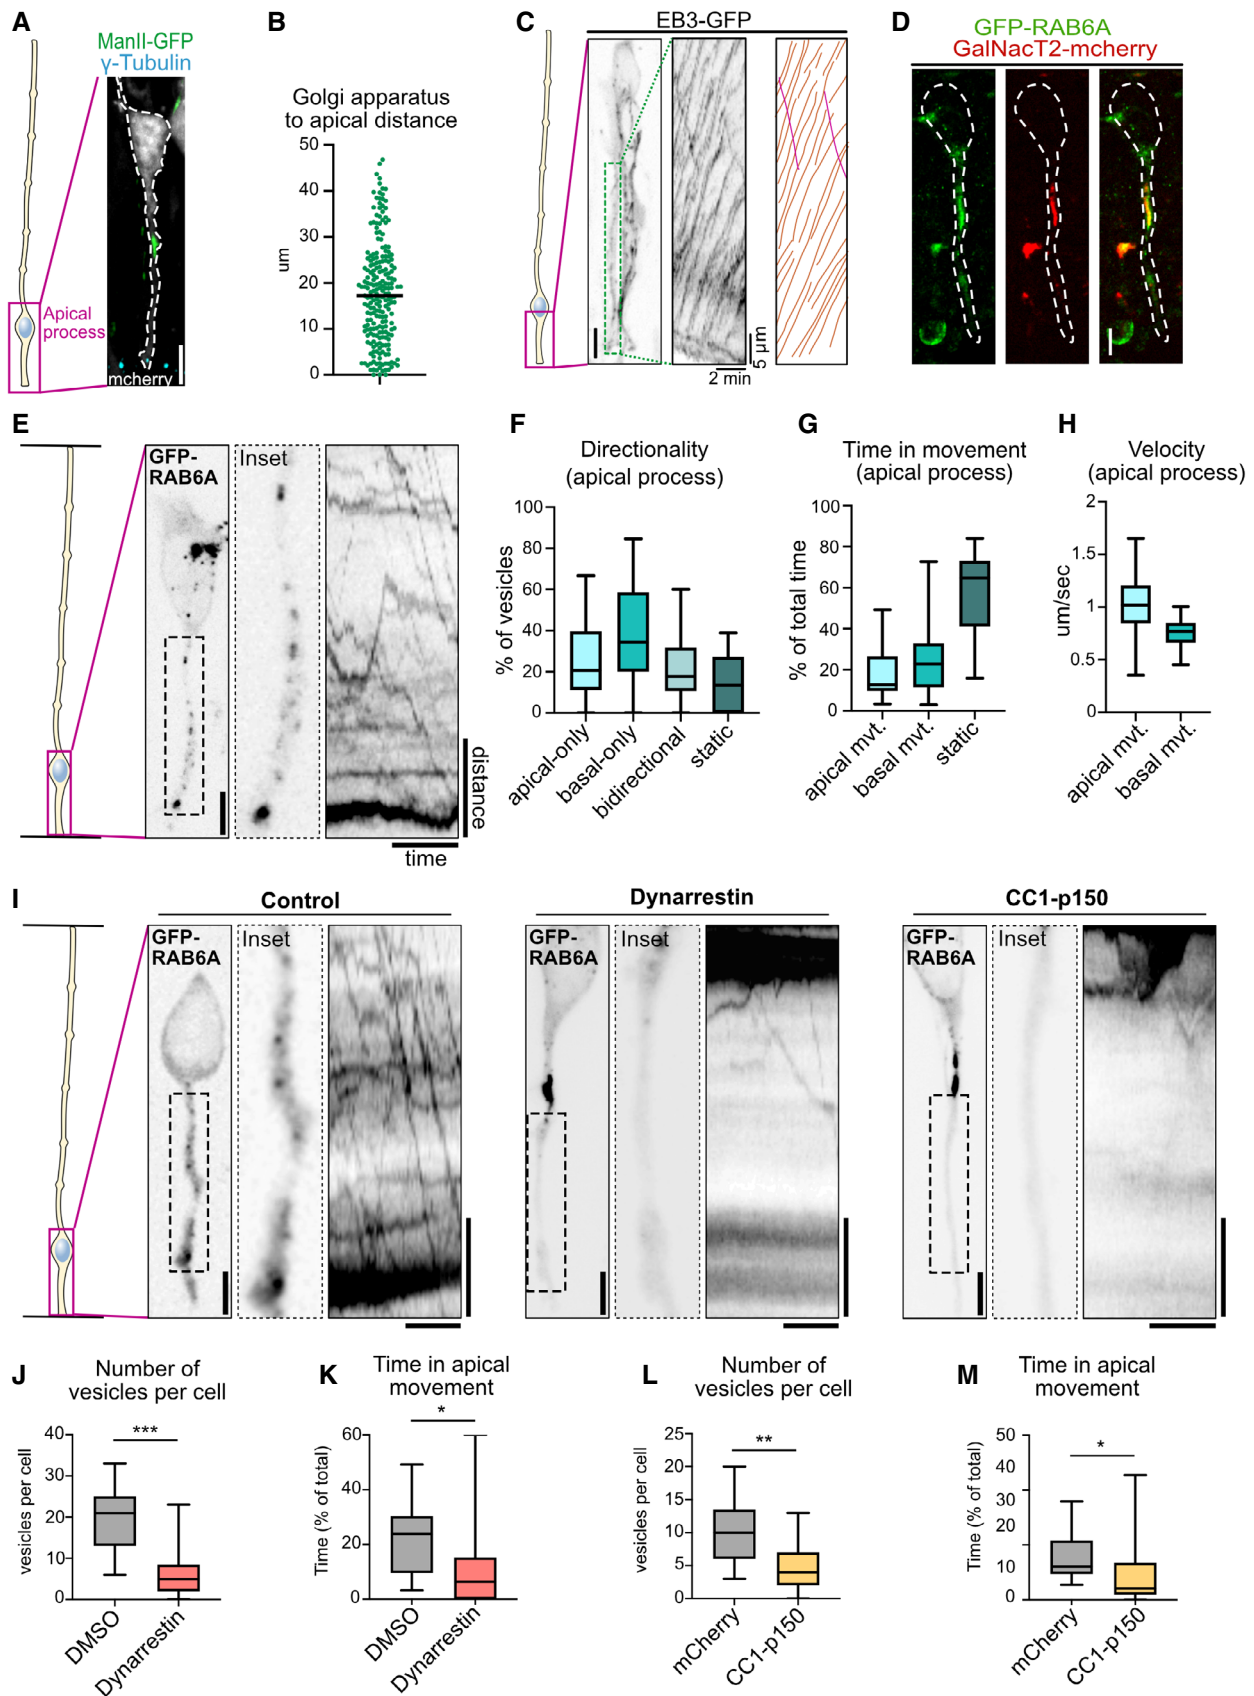 A
ManII-GFP
γ-Tubulin
Apical
process
mcherry
B
Golgi apparatus
to apical distance
um
50
40
30
20
10
0
C
EB3-GFP
2 min
5 μm
D
GFP-RAB6A
GalNacT2-mcherry
E
GFP-
RAB6A
Inset
distance
time
F
Directionality
(apical process)
% of vesicles
100
80
60
40
20
0
apical-only
basal-only
bidirectional
static
G
Time in movement
(apical process)
% of total time
100
80
60
40
20
0
apical mvt.
basal mvt.
static
H
Velocity
(apical process)
um/sec
2
1.5
1
0.5
0
apical mvt.
basal mvt.
I
Control
GFP-
RAB6A
Inset
Dynarrestin
GFP-
RAB6A
Inset
CC1-p150
GFP-
RAB6A
Inset
J
Number of
vesicles per cell
vesicles per cell
40
30
20
10
0
***
DMSO
Dynarrestin
K
Time in apical
movement
Time (% of total)
60
40
20
0
*
DMSO
Dynarrestin
L
Number of
vesicles per cell
vesicles per cell
25
20
15
10
5
0
**
mCherry
CC1-p150
M
Time in apical
movement
Time (% of total)
50
40
30
20
10
0
*
mCherry
CC1-p150